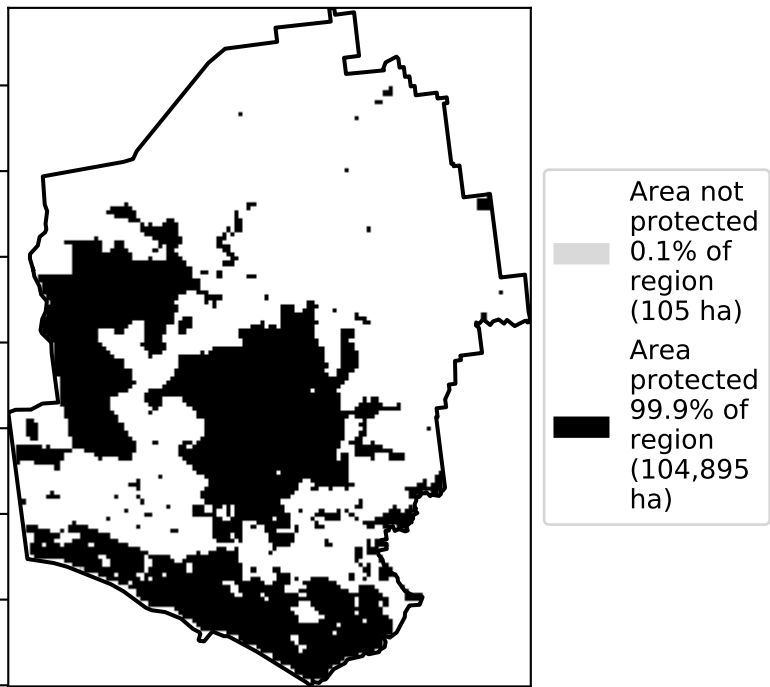 Area not
protected
0.1% of
region
(105 ha)
Area
protected
99.9% of
region
(104,895
ha)